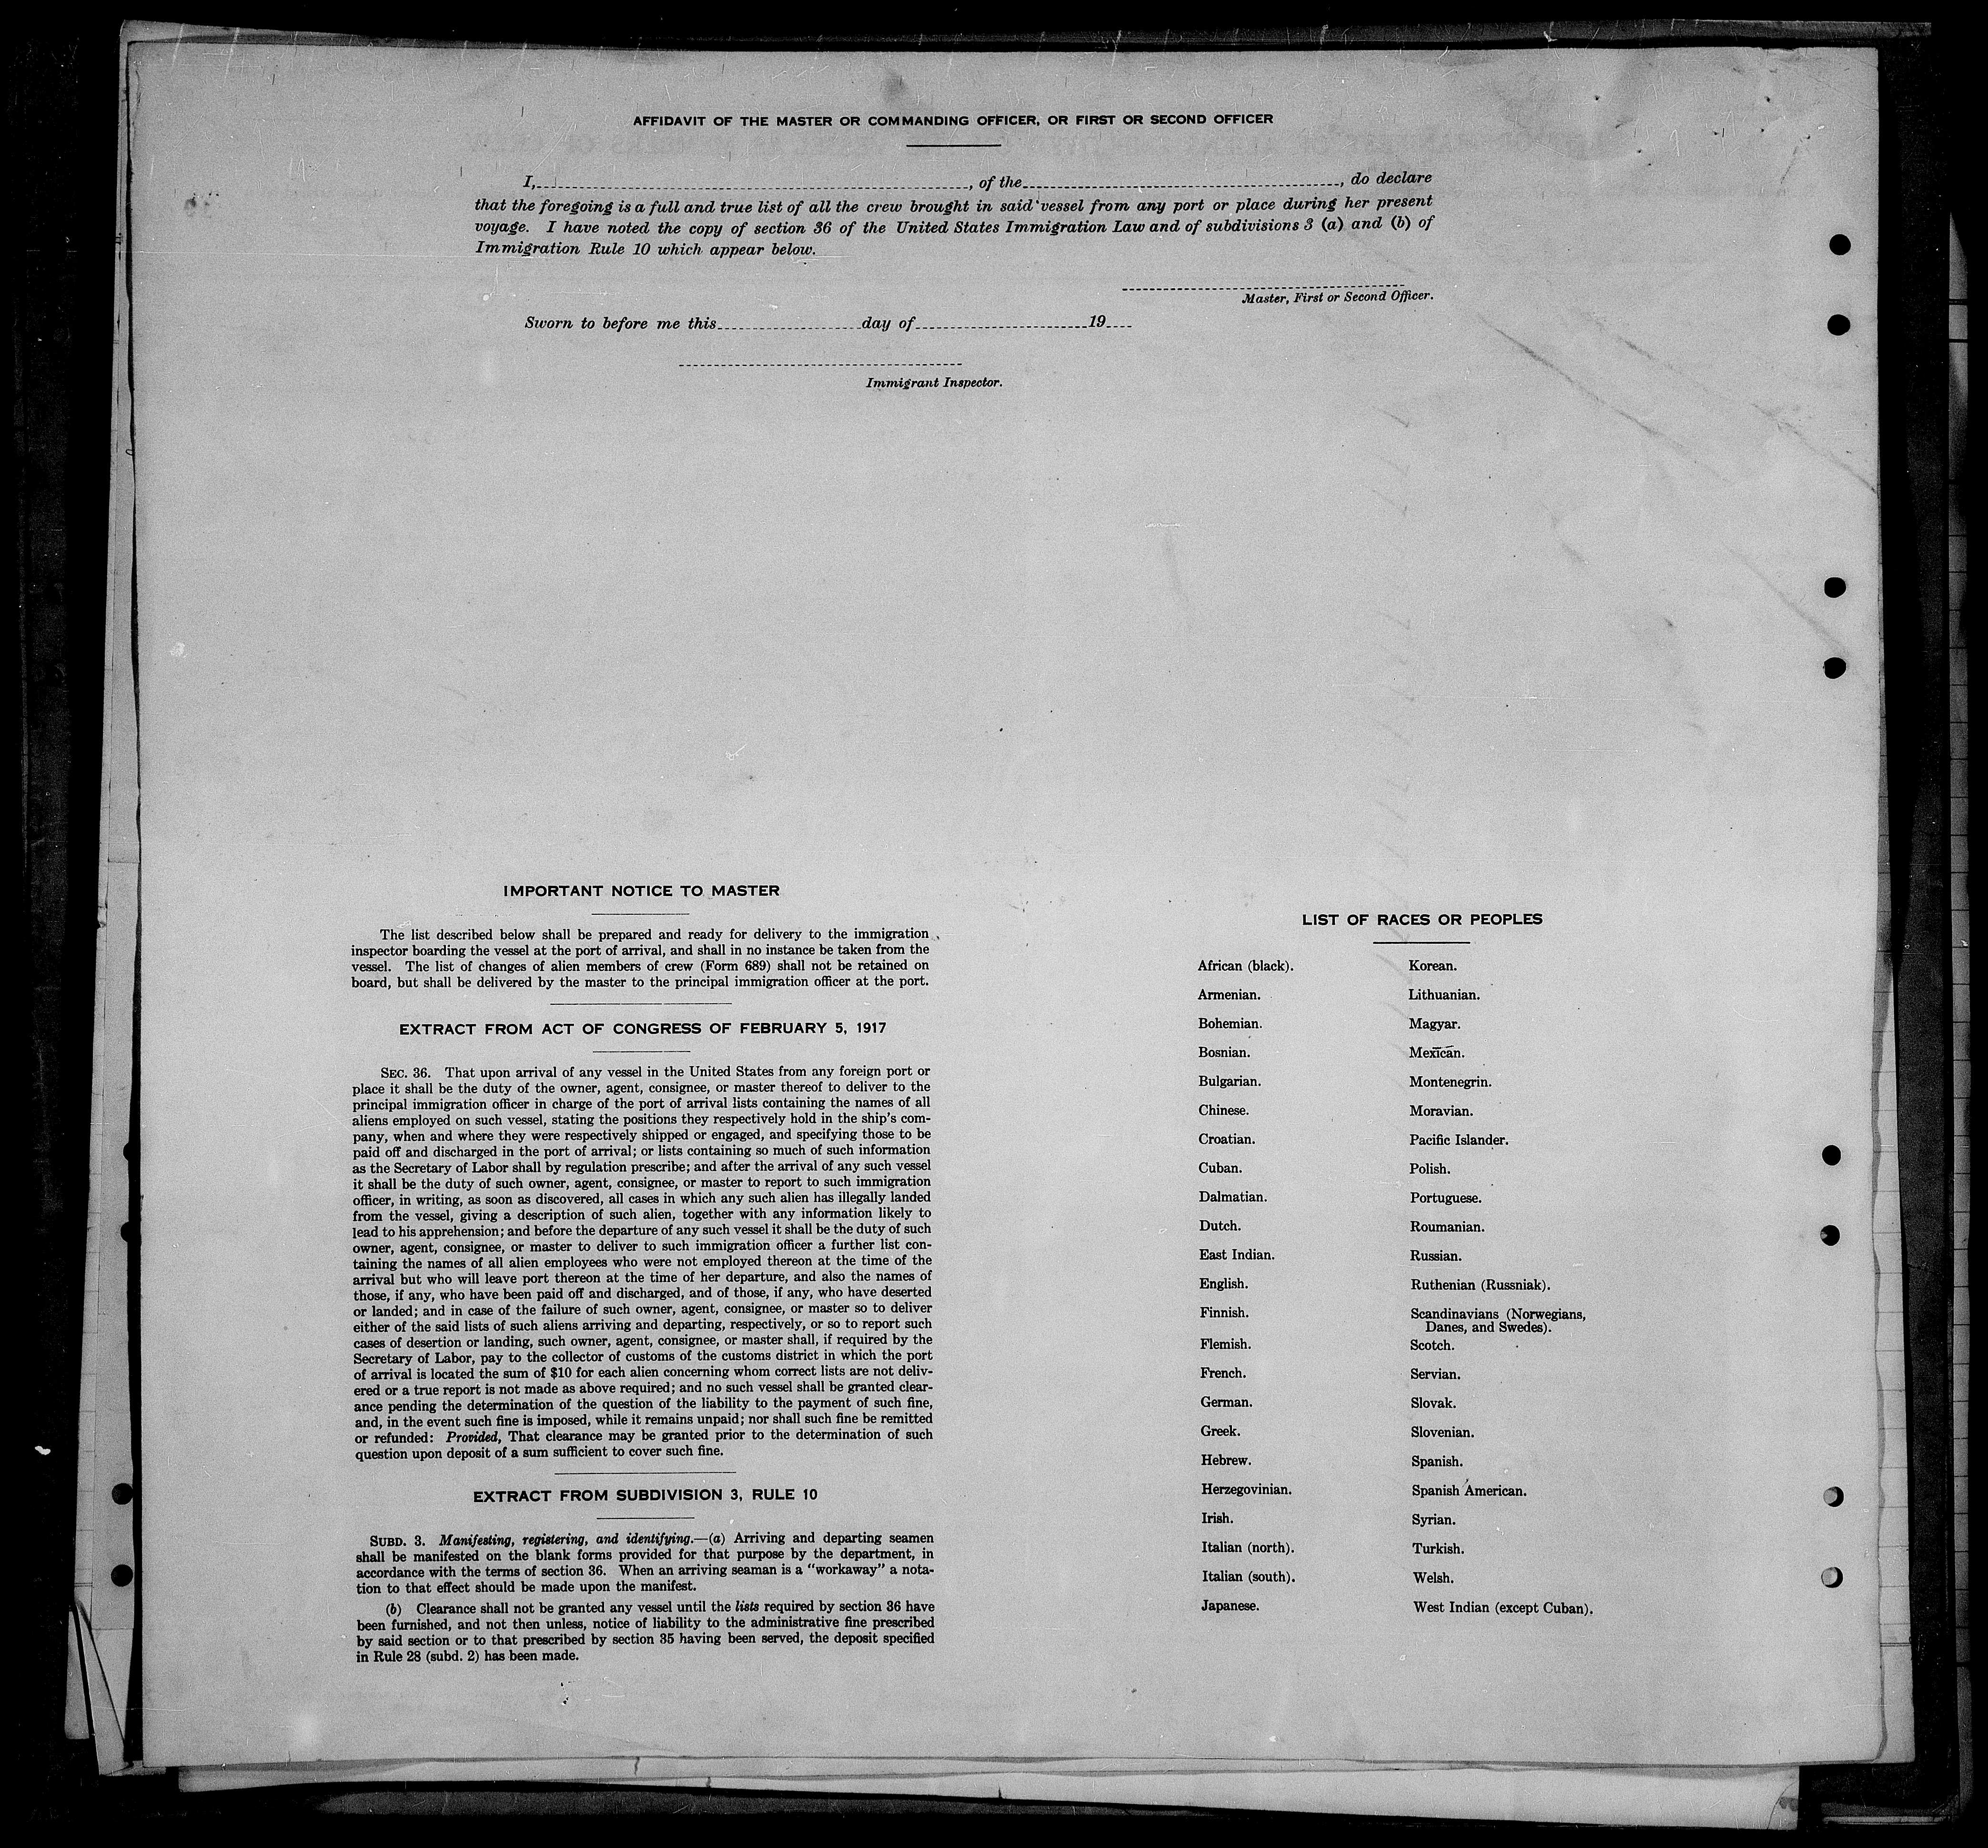 AFFIDAVIT OF THE MASTER OR COMMANDING OFFICER, OR FIRST OR SECOND OFFICER
I, , of the , do declare
that the foregoing is a full and true list of all the crew brought in said vessel from any port or place during her present
voyage. I have noted the copy of section 36 of the United States Immigration Law and of subdivisions 3 (a) and (b) of
Immigration Rule 10 which appear below.
Master, First or Second Officer.
Sworn to before me this day of 19
Immigrant Inspector.
IMPORTANT NOTICE TO MASTER
The list described below shall be prepared and ready for delivery to the immigration
inspector boarding the vessel at the port of arrival, and shall in no instance be taken from the
vessel. The list of changes of alien members of crew (Form 689) shall not be retained on
board, but shall be delivered by the master to the principal immigration officer at the port.
EXTRACT FROM ACT OF CONGRESS OF FEBRUARY 5, 1917
SEC. 36. That upon arrival of any vessel in the United States from any foreign port or
place it shall be the duty of the owner, agent, consignee, or master thereof to deliver to the
principal immigration officer in charge of the port of arrival lists containing the names of all
aliens employed on such vessel, stating the positions they respectively hold in the ship's com-
pany, when and where they were respectively shipped or engaged, and specifying those to be
paid off and discharged in the port of arrival; or lists containing so much of such information
as the Secretary of Labor shall by regulation prescribe; and after the arrival of any such vessel
it shall be the duty of such owner, agent, consignee, or master to report to such immigration
officer, in writing, as soon as discovered, all cases in which any such alien has illegally landed
from the vessel, giving a description of such alien, together with any information likely to
lead to his apprehension; and before the departure of any such vessel it shall be the duty of such
owner, agent, consignee, or master to deliver to such immigration officer a further list con-
taining the names of all alien employees who were not employed thereon at the time of the
arrival but who will leave port thereon at the time of her departure, and also the names of
those, if any, who have been paid off and discharged, and of those, if any, who have deserted
or landed; and in case of the failure of such owner, agent, consignee, or master so to deliver
either of the said lists of such aliens arriving and departing, respectively, or so to report such
cases of desertion or landing, such owner, agent, consignee, or master shall, if required by the
Secretary of Labor, pay to the collector of customs of the customs district in which the port
of arrival is located the sum of $10 for each alien concerning whom correct lists are not deliv-
ered or a true report is not made as above required; and no such vessel shall be granted clear-
ance pending the determination of the question of the liability to the payment of such fine,
and, in the event such fine is imposed, while it remains unpaid; nor shall such fine be remitted
or refunded: Provided, That clearance may be granted prior to the determination of such
question upon deposit of a sum sufficient to cover such fine.
EXTRACT FROM SUBDIVISION 3, RULE 10
SUBD. 3. Manifesting, registering, and identifying.—(a) Arriving and departing seamen
shall be manifested on the blank forms provided for that purpose by the department, in
accordance with the terms of section 36. When an arriving seaman is a "workaway" a nota-
tion to that effect should be made upon the manifest.
(b) Clearance shall not be granted any vessel until the lists required by section 36 have
been furnished, and not then unless, notice of liability to the administrative fine prescribed
by said section or to that prescribed by section 35 having been served, the deposit specified
in Rule 28 (subd. 2) has been made.
LIST OF RACES OR PEOPLES
African (black).
Armenian.
Bohemian.
Bosnian.
Bulgarian.
Chinese.
Croatian.
Cuban.
Dalmatian.
Dutch.
East Indian.
English.
Finnish.
Flemish.
French.
German.
Greek.
Hebrew.
Herzegovinian.
Irish.
Italian (north).
Italian (south).
Japanese.
Korean.
Lithuanian.
Magyar.
Mexican.
Montenegrin.
Moravian.
Pacific Islander.
Polish.
Portuguese.
Roumanian.
Russian.
Ruthenian (Russniak).
Scandinavians (Norwegians,
Danes, and Swedes).
Scotch.
Servian.
Slovak.
Slovenian.
Spanish.
Spanish American.
Syrian.
Turkish.
Welsh.
West Indian (except Cuban).